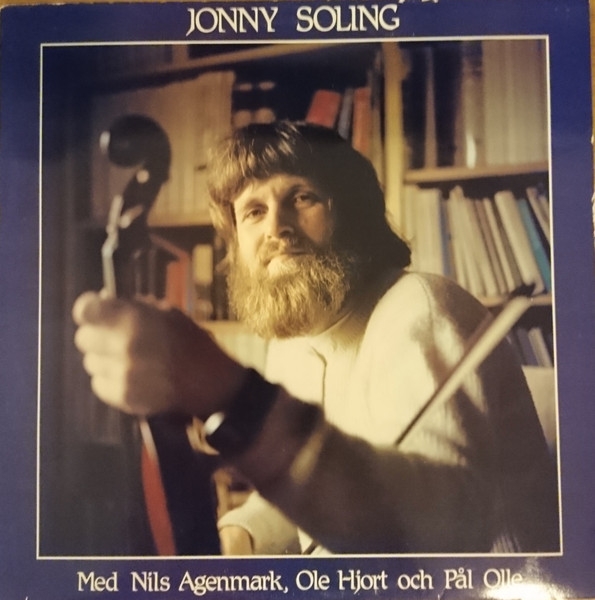 JONNY SOLING
Med Nils Agenmark, Ole Hjort och Pål Olle